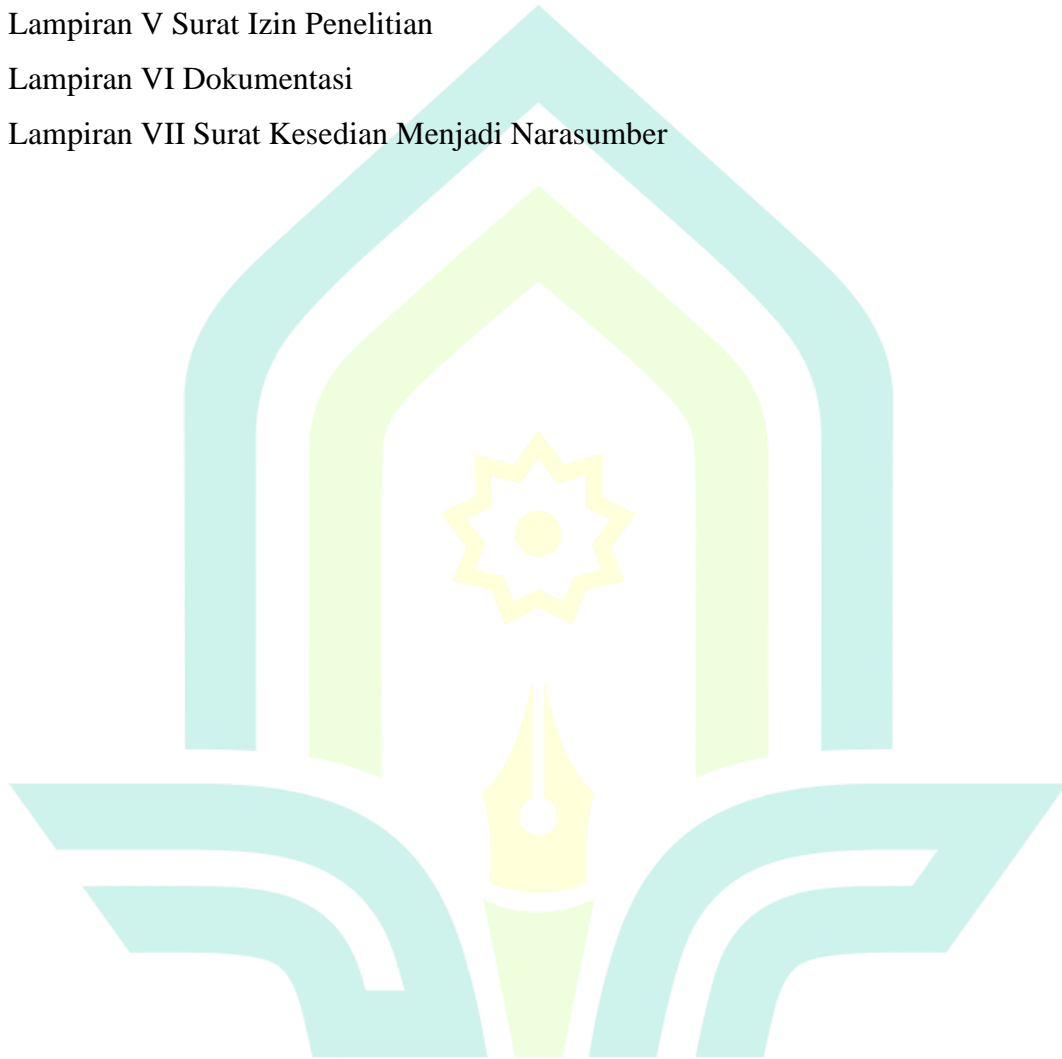 Lampiran V Surat Izin Penelitian
Lampiran VI Dokumentasi
Lampiran VII Surat Kesedian Menjadi Narasumber